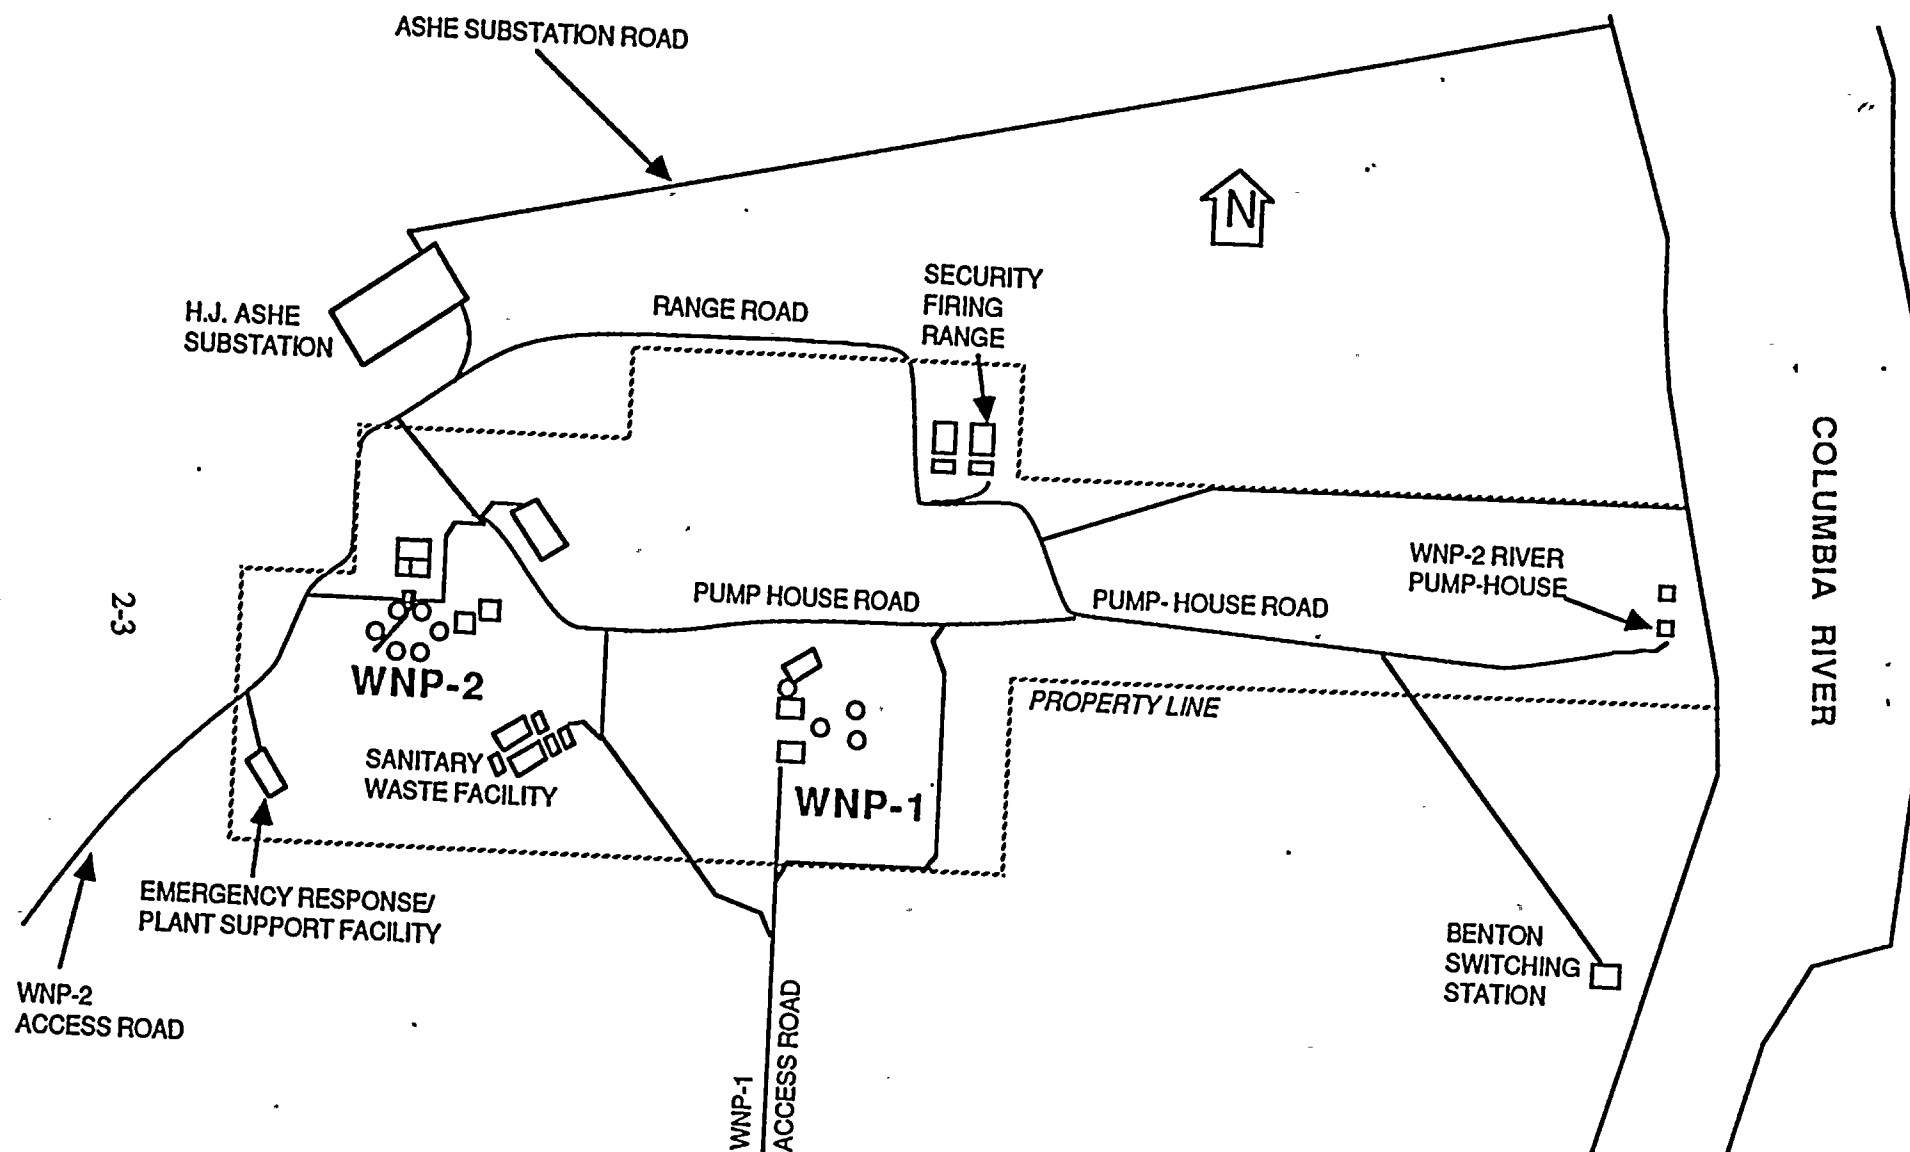 ASHE SUBSTATION ROAD
N
SECURITY
FIRING
RANGE
RANGE ROAD
H.J. ASHE
SUBSTATION
COLUMBIA RIVER
WNP-2 RIVER
PUMP-HOUSE
PUMP HOUSE ROAD
PUMP- HOUSE ROAD
2-3
WNP-2
PROPERTY LINE
SANITARY
WASTE FACILITY
WNP-1
EMERGENCY RESPONSE/
PLANT SUPPORT FACILITY
BENTON
SWITCHING
STATION
WNP-2
ACCESS ROAD
WNP-1
ACCESS ROAD